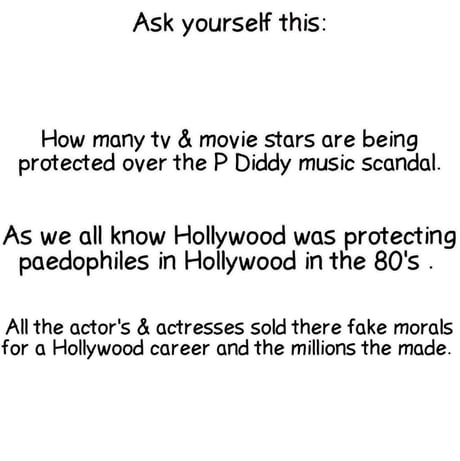 Ask yourself this:
How many tv & movie stars are being
protected over the P Diddy music scandal.
As we all know Hollywood was protecting
paedophiles in Hollywood in the 80's .
All the actor's & actresses sold there fake morals
for a Hollywood career and the millions the made.